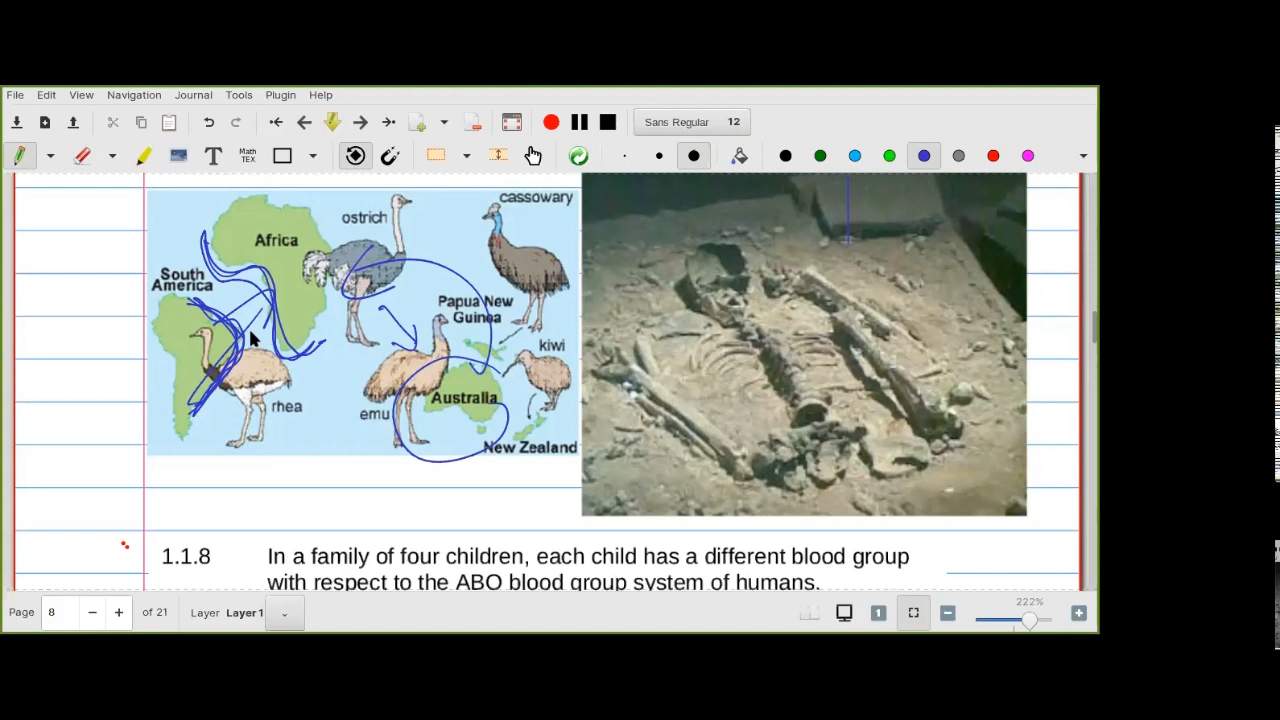 File Edit View Navigation Journal Tools Plugin Help
Sans Regular 12
Math
TEX
cassowary
ostrich
Africa
South
America
Papua New
Guinea
kiwi
Australia
rhea
emu
New Zealand
1.1.8 In a family of four children, each child has a different blood group
with respect to the ABO blood group system of humans.
Page 8 of 21 Layer Layer1 1 222%